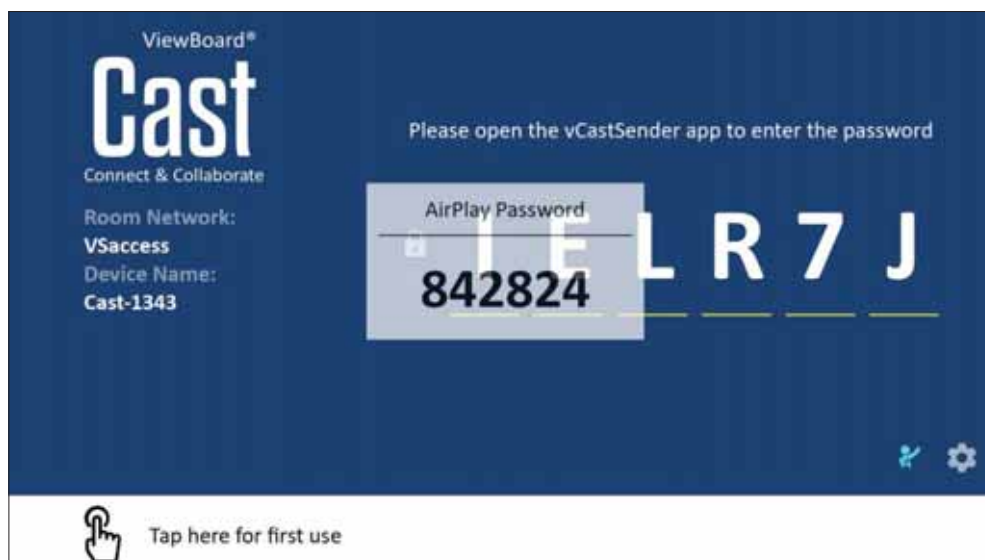 ViewBoard®
Cast
Connect & Collaborate
Room Network:
VSaccess
Device Name:
Cast-1343
Please open the vCastSender app to enter the password
AirPlay Password
842824
I E L R 7 J
Tap here for first use